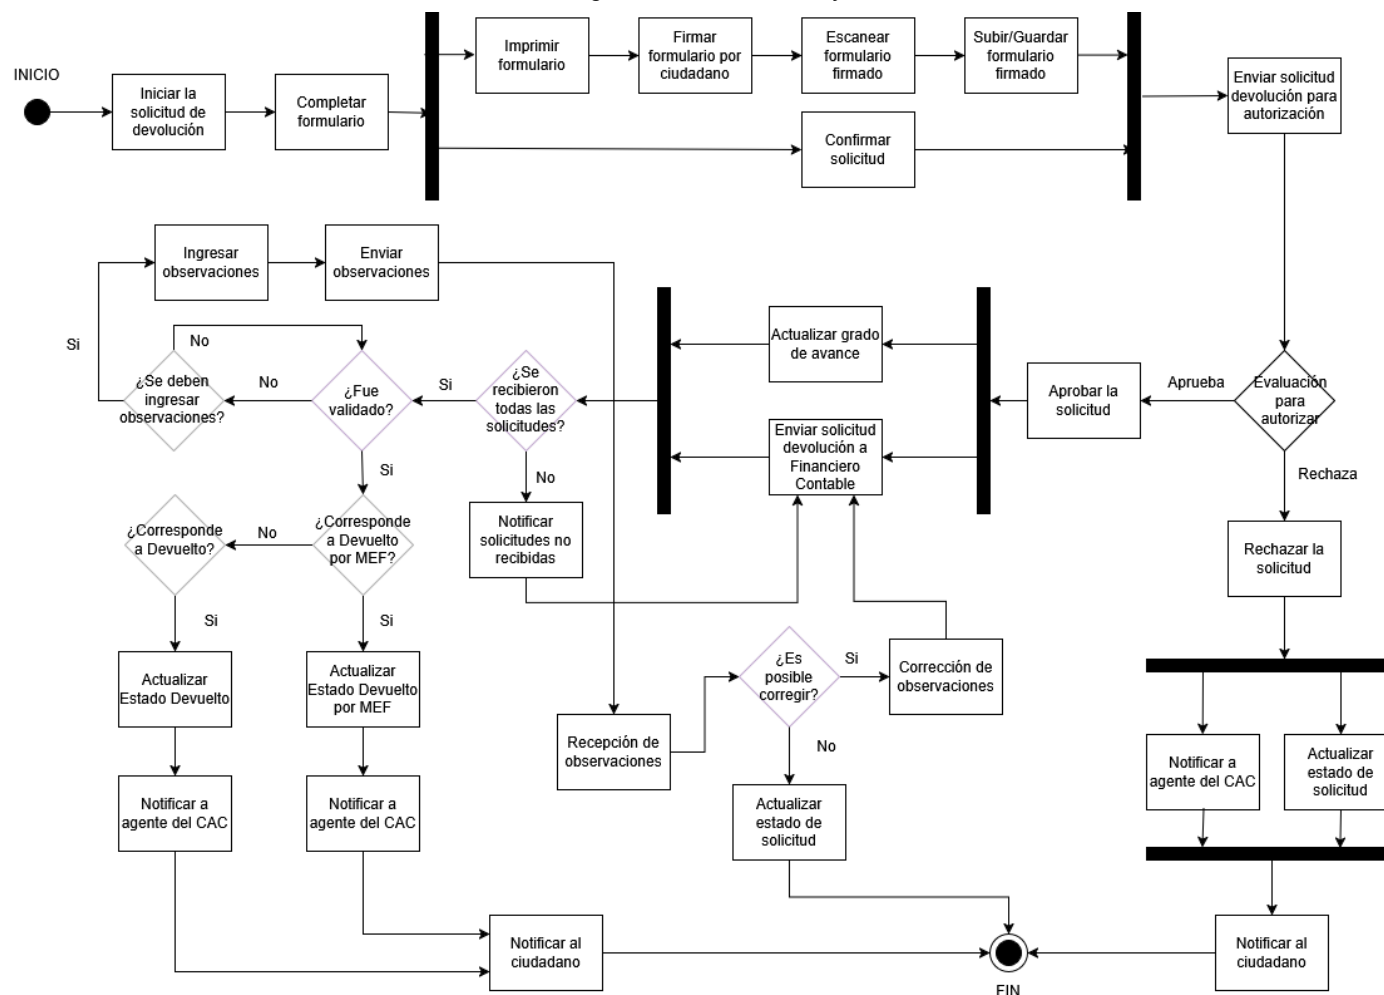 INICIO
Iniciar la
solicitud de
devolución
Completar
formulario
Imprimir
formulario
Firmar
formulario por
ciudadano
Escanear
formulario
firmado
Subir/Guardar
formulario
firmado
Confirmar
solicitud
Enviar solicitud
devolución para
autorización
Ingresar
observaciones
Enviar
observaciones
Si
No
¿Se deben
ingresar
observaciones?
No
¿Fue
validado?
Si
¿Se
recibieron
todas las
solicitudes?
Actualizar grado
de avance
Enviar solicitud
devolución a
Financiero
Contable
Aprobar la
solicitud
Aprueba
Evaluación
para
autorizar
Rechaza
Si
No
¿Corresponde
a Devuelto?
No
¿Corresponde
a Devuelto
por MEF?
Notificar
solicitudes no
recibidas
Rechazar la
solicitud
Si
Si
Actualizar
Estado Devuelto
Actualizar
Estado Devuelto
por MEF
Recepción de
observaciones
¿Es
posible
corregir?
Si
Corrección de
observaciones
No
Notificar a
agente del CAC
Notificar a
agente del CAC
Actualizar
estado de
solicitud
Notificar a
agente del CAC
Actualizar
estado de
solicitud
Notificar al
ciudadano
Notificar al
ciudadano
FIN